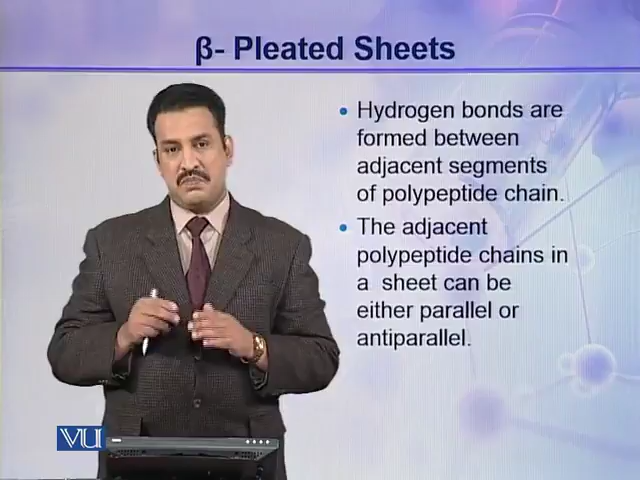 β- Pleated Sheets
Hydrogen bonds are
formed between
adjacent segments
of polypeptide chain.
The adjacent
polypeptide chains in
a sheet can be
either parallel or
antiparallel.
VU